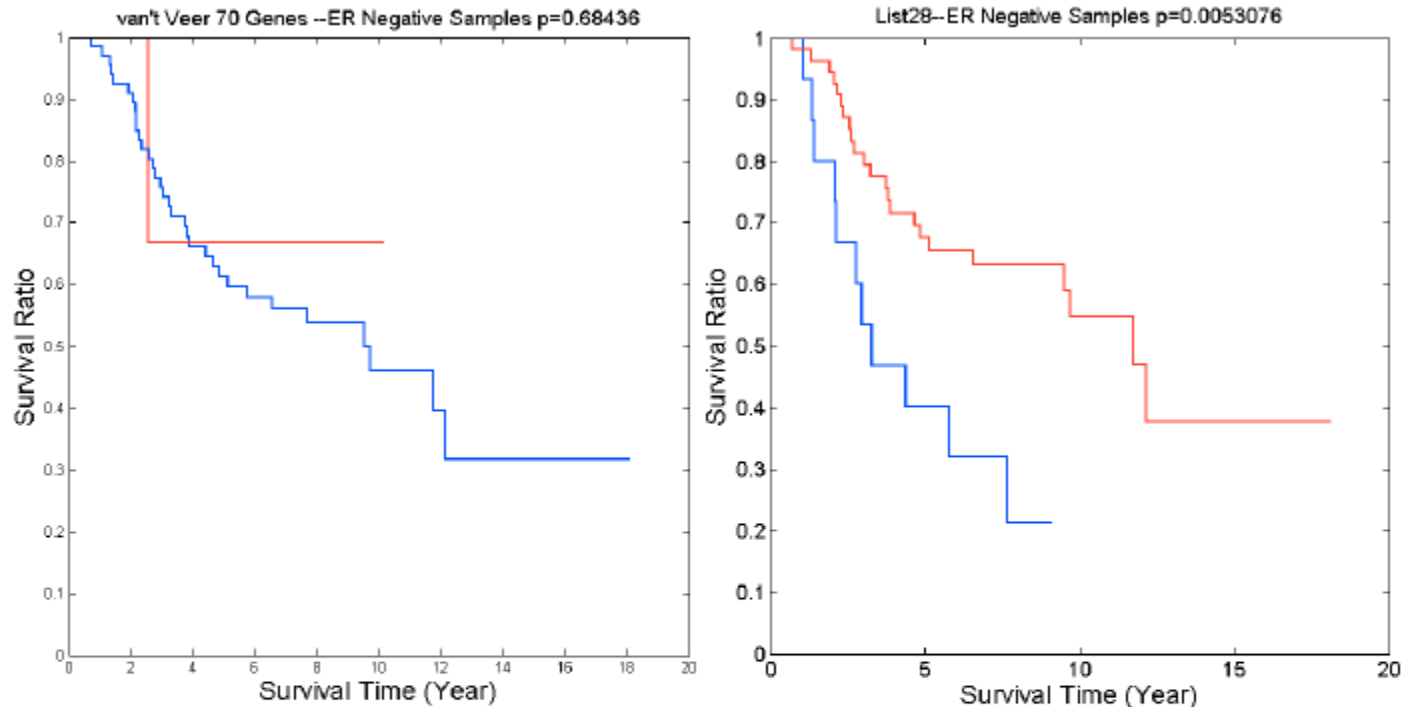 van't Veer 70 Genes --ER Negative Samples p=0.68436
1
0.9
0.8
0.7
0.6
0.5
0.4
0.3
0.2
0.1
0
0 2 4 6 8 10 12 14 16 18 20
Survival Ratio
Survival Time (Year)
List28--ER Negative Samples p=0.0053076
1
0.9
0.8
0.7
0.6
0.5
0.4
0.3
0.2
0.1
0
0 5 10 15 20
Survival Ratio
Survival Time (Year)